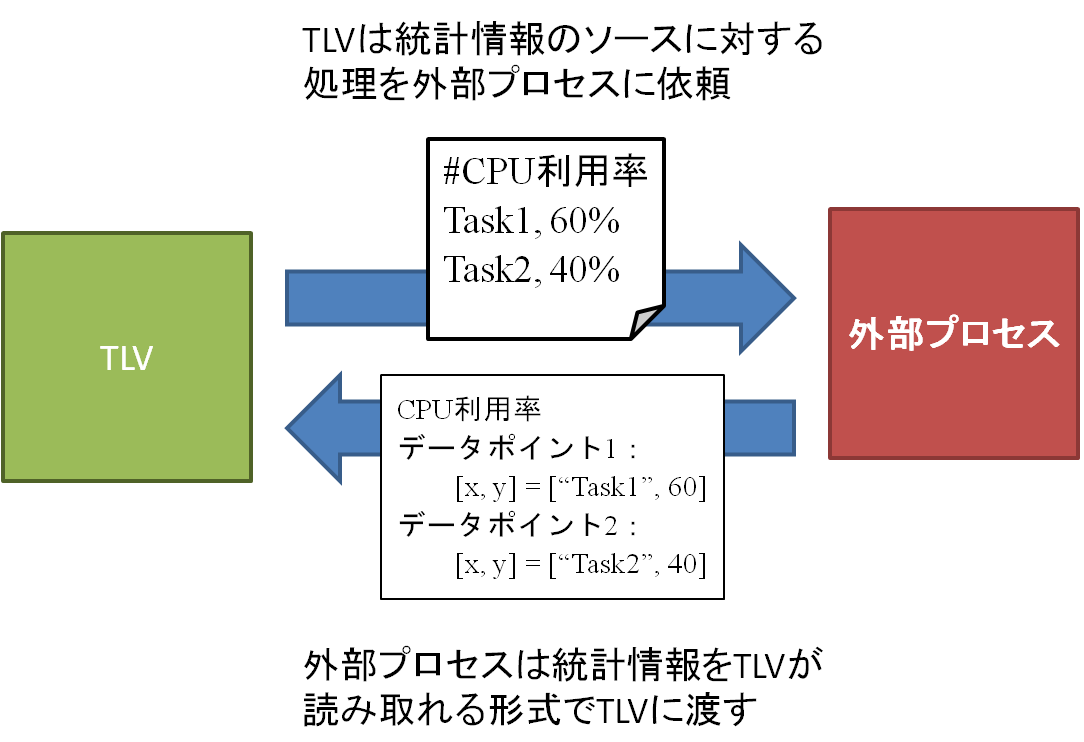 TLVは統計情報のソースに対する
処理を外部プロセスに依頼
#CPU利用率
Task1, 60%
Task2, 40%
TLV
外部プロセス
CPU利用率
データポイント1：
[x, y] = [“Task1”, 60]
データポイント2：
[x, y] = [“Task2”, 40]
外部プロセスは統計情報をTLVが
読み取れる形式でTLVに渡す